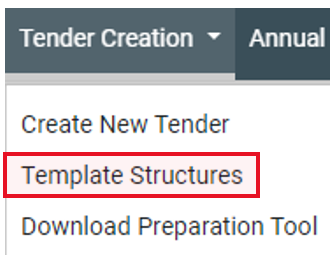 Tender Creation Annual
Create New Tender
Template Structures
Download Preparation Tool